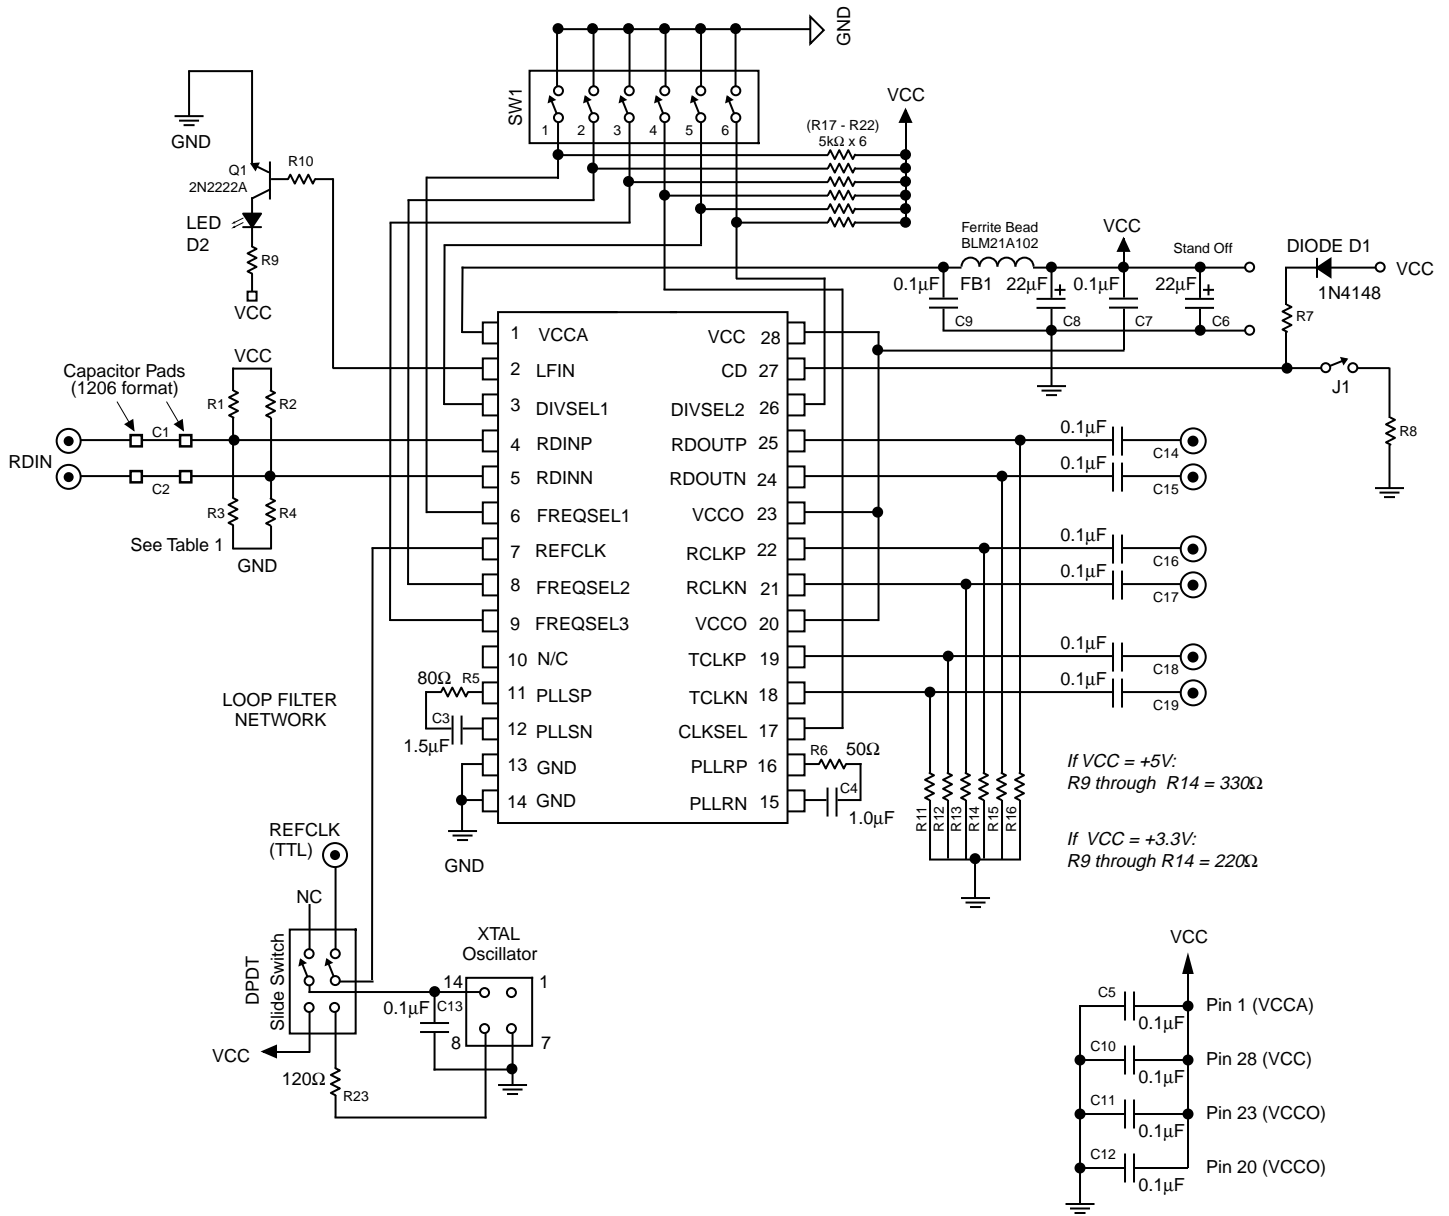 GND
SW1
1 2 3 4 5 6
VCC
(R17 - R22)
5kΩ x 6
GND
Q1
2N2222A
R10
LED
D2
R9
VCC
Ferrite Bead
BLM21A102
VCC
Stand Off
DIODE D1
VCC
1N4148
0.1µF
FB1
22µF
+
0.1µF
22µF
+
C9
C8
C7
C6
R7
J1
R8
Capacitor Pads
(1206 format)
VCC
R1
R2
C1
RDIN
C2
R3
R4
See Table 1
GND
1 VCCA
2 LFIN
3 DIVSEL1
4 RDINP
5 RDINN
6 FREQSEL1
7 REFCLK
8 FREQSEL2
9 FREQSEL3
10 N/C
11 PLLSP
12 PLLSN
13 GND
14 GND
VCC 28
CD 27
DIVSEL2 26
RDOUTP 25
RDOUTN 24
VCCO 23
RCLKP 22
RCLKN 21
VCCO 20
TCLKP 19
TCLKN 18
CLKSEL 17
PLLRP 16
PLLRN 15
0.1µF
C14
0.1µF
C15
0.1µF
C16
0.1µF
C17
0.1µF
C18
0.1µF
C19
80Ω
R5
C3
1.5µF
LOOP FILTER
NETWORK
GND
R6
50Ω
C4
1.0µF
R11
R12
R13
R14
R15
R16
If VCC = +5V:
R9 through R14 = 330Ω
If VCC = +3.3V:
R9 through R14 = 220Ω
REFCLK
(TTL)
NC
DPDT
Slide Switch
VCC
120Ω
R23
XTAL
Oscillator
14
1
0.1µF
C13
8
7
VCC
C5
0.1µF
Pin 1 (VCCA)
C10
0.1µF
Pin 28 (VCC)
C11
0.1µF
Pin 23 (VCCO)
C12
0.1µF
Pin 20 (VCCO)